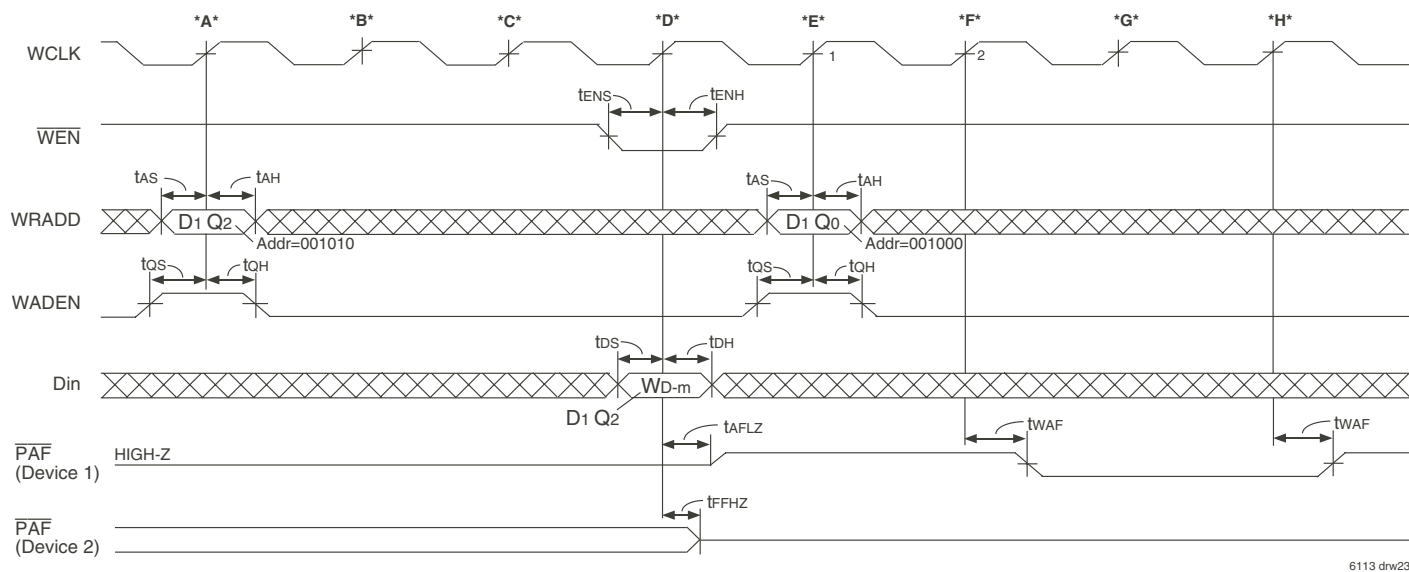 *A* *B* *C* *D* *E* *F* *G* *H*
WCLK
1 2
tENS tENH
WEN
tAS tAH tAS tAH
WRADD D1 Q2 D1 Q0
Addr=001010 Addr=001000
tQS tQH tQS tQH
WADEN
tDS tDH
Din WD-m
D1 Q2
tAFLZ tWAF tWAF
PAF HIGH-Z
(Device 1)
tFFHZ
PAF
(Device 2)
6113 drw23